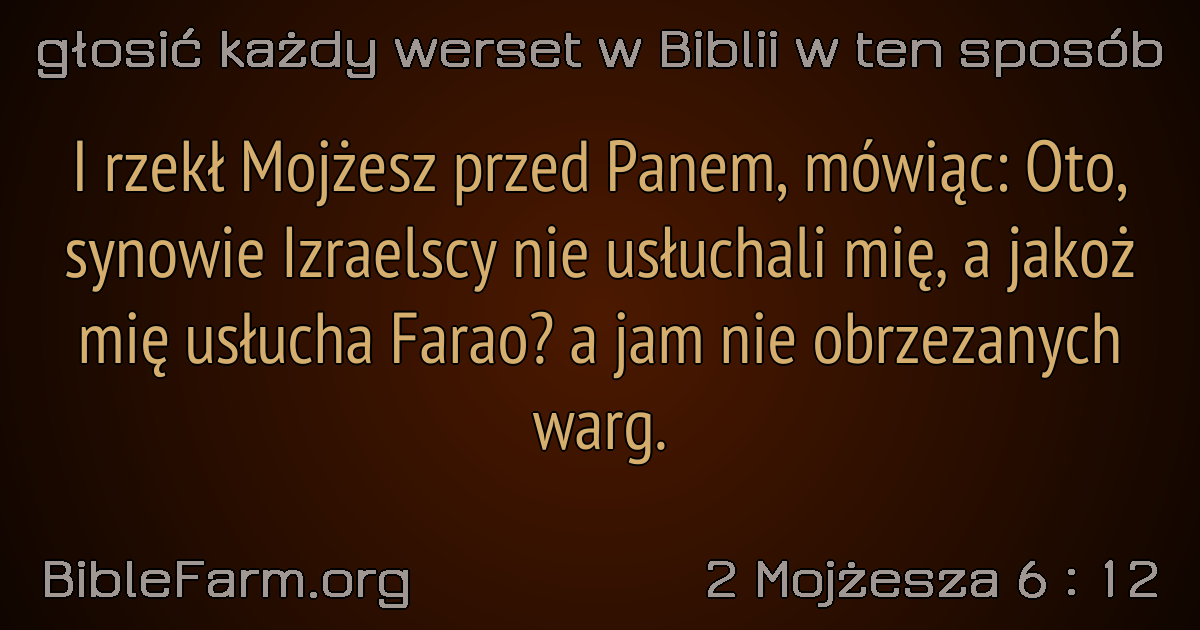 głosić każdy werset w Biblii w ten sposób
I rzekł Mojżesz przed Panem, mówiąc: Oto,
synowie Izraelscy nie usłuchali mię, a jakoż
mię usłucha Farao? a jam nie obrzezanych
warg.
BibleFarm.org
2 Mojżesza 6 : 12